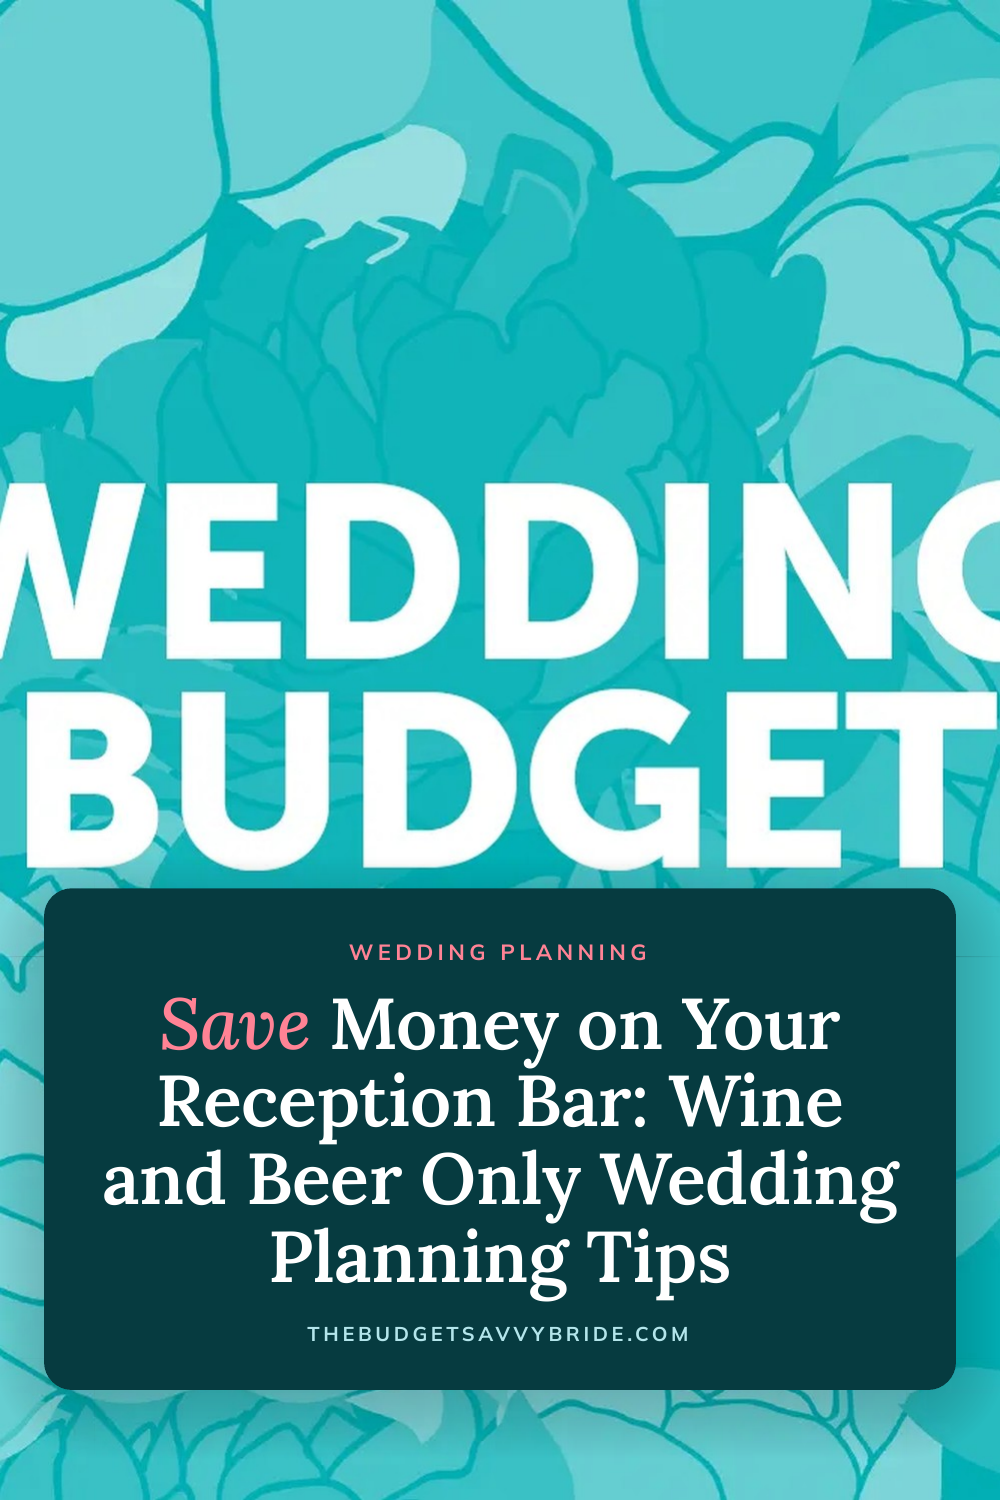 WEDDING
BUDGET
WEDDING PLANNING
Save Money on Your
Reception Bar: Wine
and Beer Only Wedding
Planning Tips
THEBUDGETSAVVYBRIDE.COM